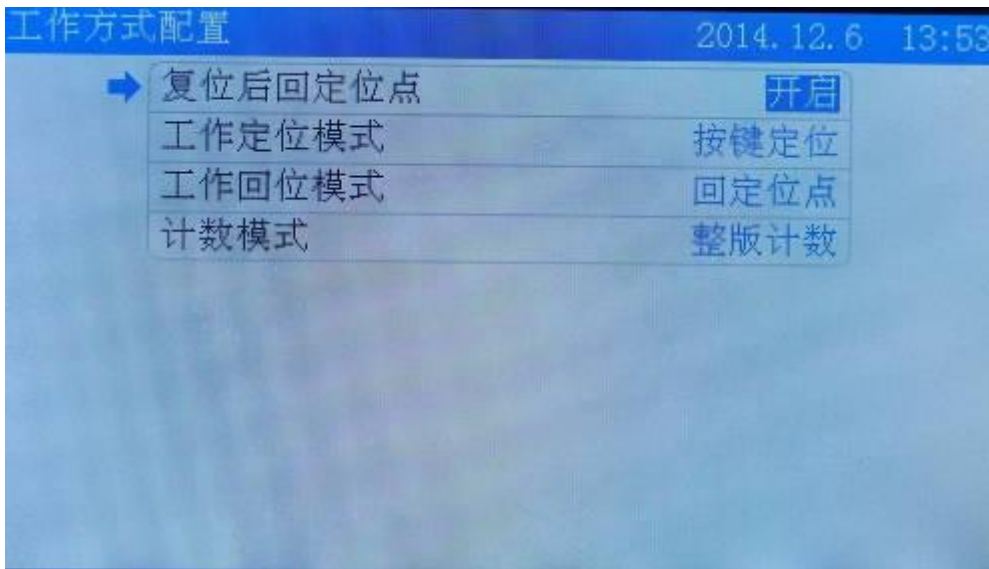 工作方式配置 2014.12.6 13:53
复位后回定位点 开启
工作定位模式 按键定位
工作回位模式 回定位点
计数模式 整版计数